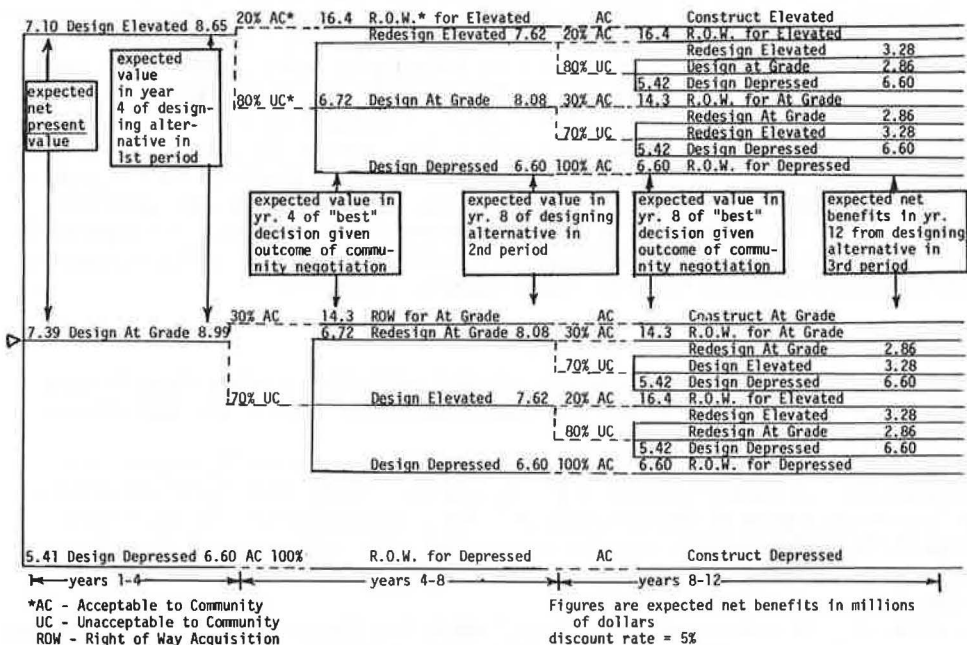 20% AC* 16.4 R.O.W.* for Elevated AC Construct Elevated
7.10 Design Elevated 8.65 Redesign Elevated 7.62 20% AC 16.4 R.O.W. for Elevated
Redesign Elevated 3.28
80% UC Design at Grade 2.86
5.42 Design Depressed 6.60
80% UC* 6.72 Design At Grade 8.08 30% AC 14.3 R.O.W. for At Grade
Redesign At Grade 2.86
70% UC Redesign Elevated 3.28
5.42 Design Depressed 6.60
Design Depressed 6.60 100% AC 6.60 R.O.W. for Depressed
expected
net
present
value
expected
value
in year
4 of design-
ing alter-
native in
1st period
expected value in
yr. 4 of "best"
decision given
outcome of commu-
nity negotiation
expected value in
yr. 8 of designing
alternative in
2nd period
expected value in
yr. 8 of "best"
decision given
outcome of commu-
nity negotiation
expected net
benefits in yr.
12 from designing
alternative in
3rd period
30% AC 14.3 ROW for At Grade AC Construct At Grade
7.39 Design At Grade 8.99 6.72 Redesign At Grade 8.08 30% AC 14.3 R.O.W. for At Grade
Redesign At Grade 2.86
70% UC Design Elevated 3.28
5.42 Design Depressed 6.60
70% UC Design Elevated 7.62 20% AC 16.4 R.O.W. for Elevated
Redesign Elevated 3.28
80% UC Redesign At Grade 2.86
5.42 Design Depressed 6.60
Design Depressed 6.60 100% AC 6.60 R.O.W. for Depressed
5.41 Design Depressed 6.60 AC 100% R.O.W. for Depressed AC Construct Depressed
years 1-4 years 4-8 years 8-12
*AC - Acceptable to Community
UC - Unacceptable to Community
ROW - Right of Way Acquisition
Figures are expected net benefits in millions
of dollars
discount rate = 5%